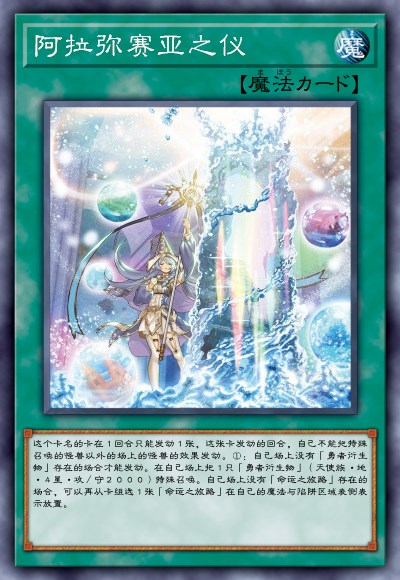 阿拉弥赛亚之仪
魔
【魔法カード】
ま ほう
这个卡名的卡在1回合只能发动1张，这张卡发动的回合，自己不能把特殊
召唤的怪兽以外的场上的怪兽的效果发动。①：自己场上没有「勇者衍生
物」存在的场合才能发动。在自己场上把1只「勇者衍生物」（天使族·地
·4星·攻/守2000）特殊召唤。自己场上没有「命运之旅路」存在的
场合，可以再从卡组选1张「命运之旅路」在自己的魔法与陷阱区域表侧表
示放置。